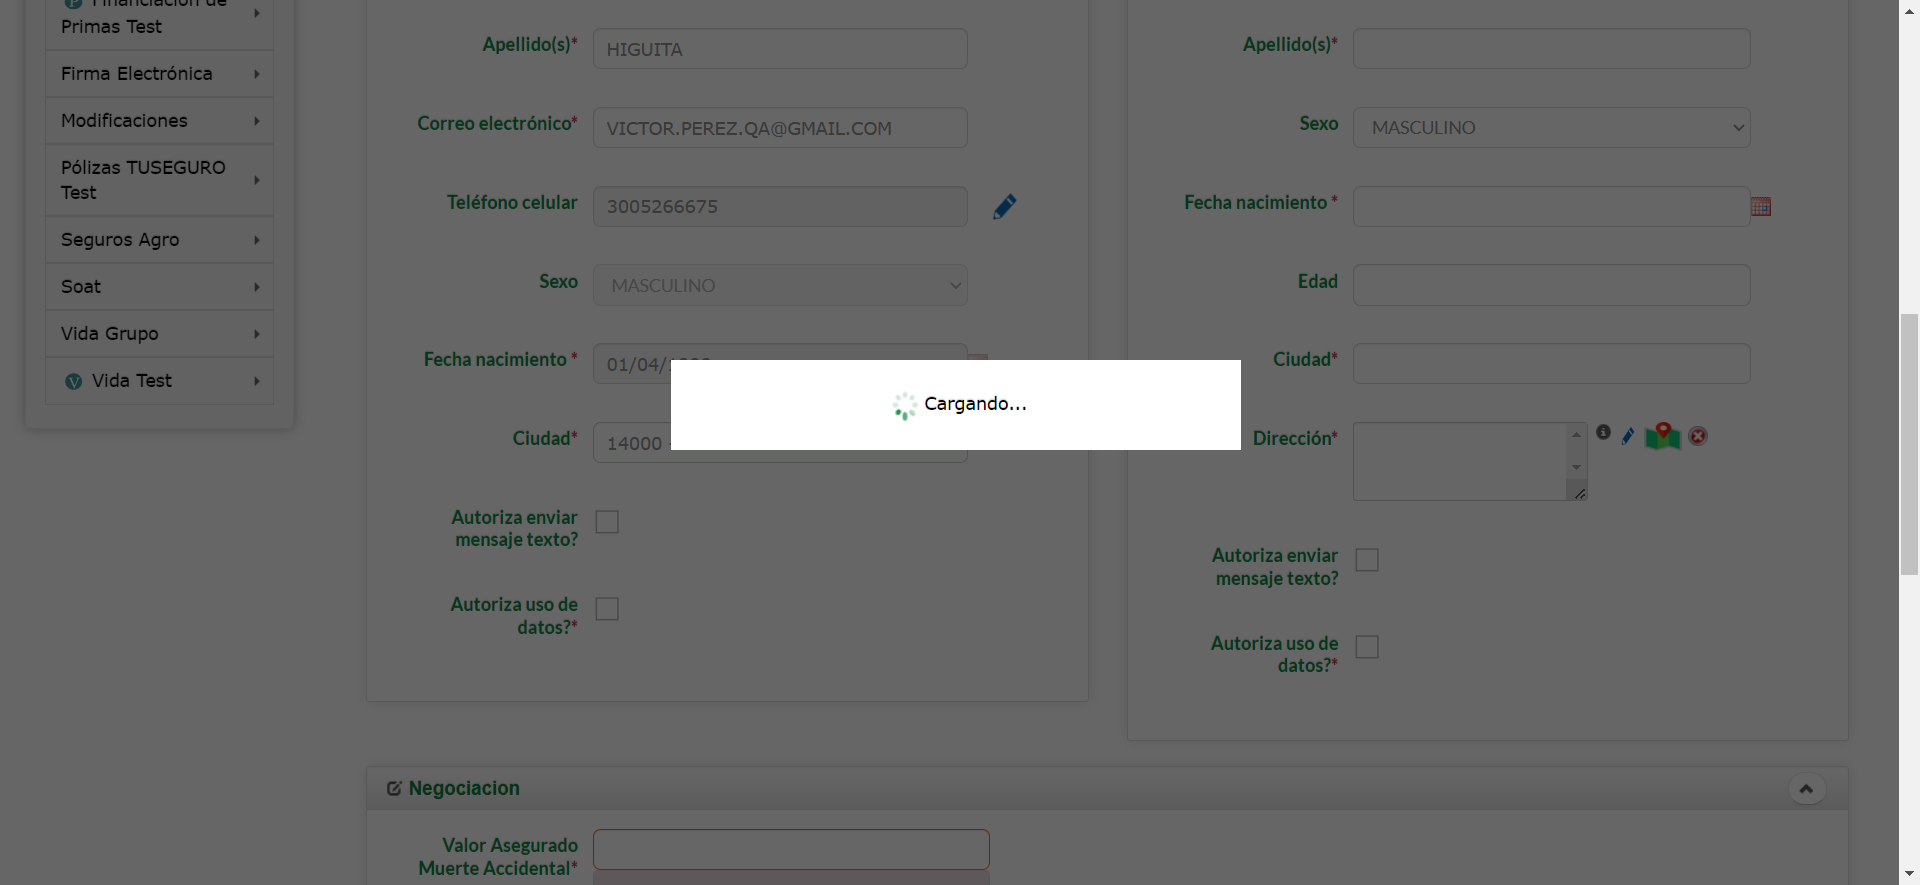 Financiación de
Primas Test
Firma Electrónica
Modificaciones
Pólizas TUSEGURO
Test
Seguros Agro
Soat
Vida Grupo
V Vida Test
Apellido(s)* HIGUITA
Correo electrónico* VICTOR.PEREZ.QA@GMAIL.COM
Teléfono celular 3005266675
Sexo MASCULINO
Fecha nacimiento * 01/04/
Ciudad* 14000
Autoriza enviar
mensaje texto?
Autoriza uso de
datos?*
Apellido(s)*
Sexo MASCULINO
Fecha nacimiento *
Edad
Ciudad*
Dirección*
Autoriza enviar
mensaje texto?
Autoriza uso de
datos?*
Cargando...
Negociacion
Valor Asegurado
Muerte Accidental*